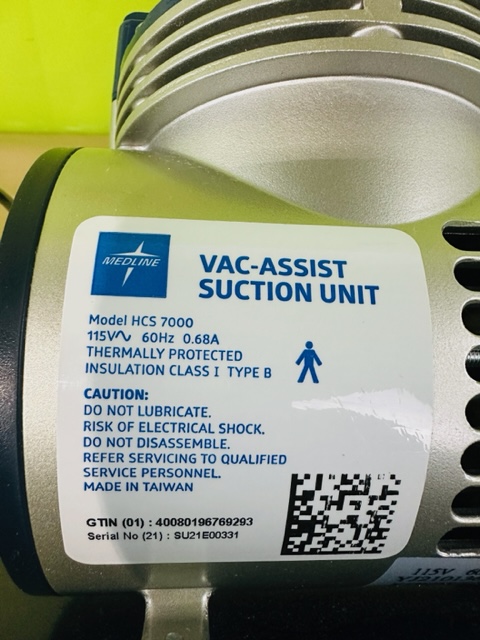 MEDLINE
VAC-ASSIST
SUCTION UNIT
Model HCS 7000
115V∿ 60Hz 0.68A
THERMALLY PROTECTED
INSULATION CLASS I TYPE B
CAUTION:
DO NOT LUBRICATE.
RISK OF ELECTRICAL SHOCK.
DO NOT DISASSEMBLE.
REFER SERVICING TO QUALIFIED
SERVICE PERSONNEL.
MADE IN TAIWAN
GTIN (01) : 40080196769293
Serial No (21) : SU21E00331
115V